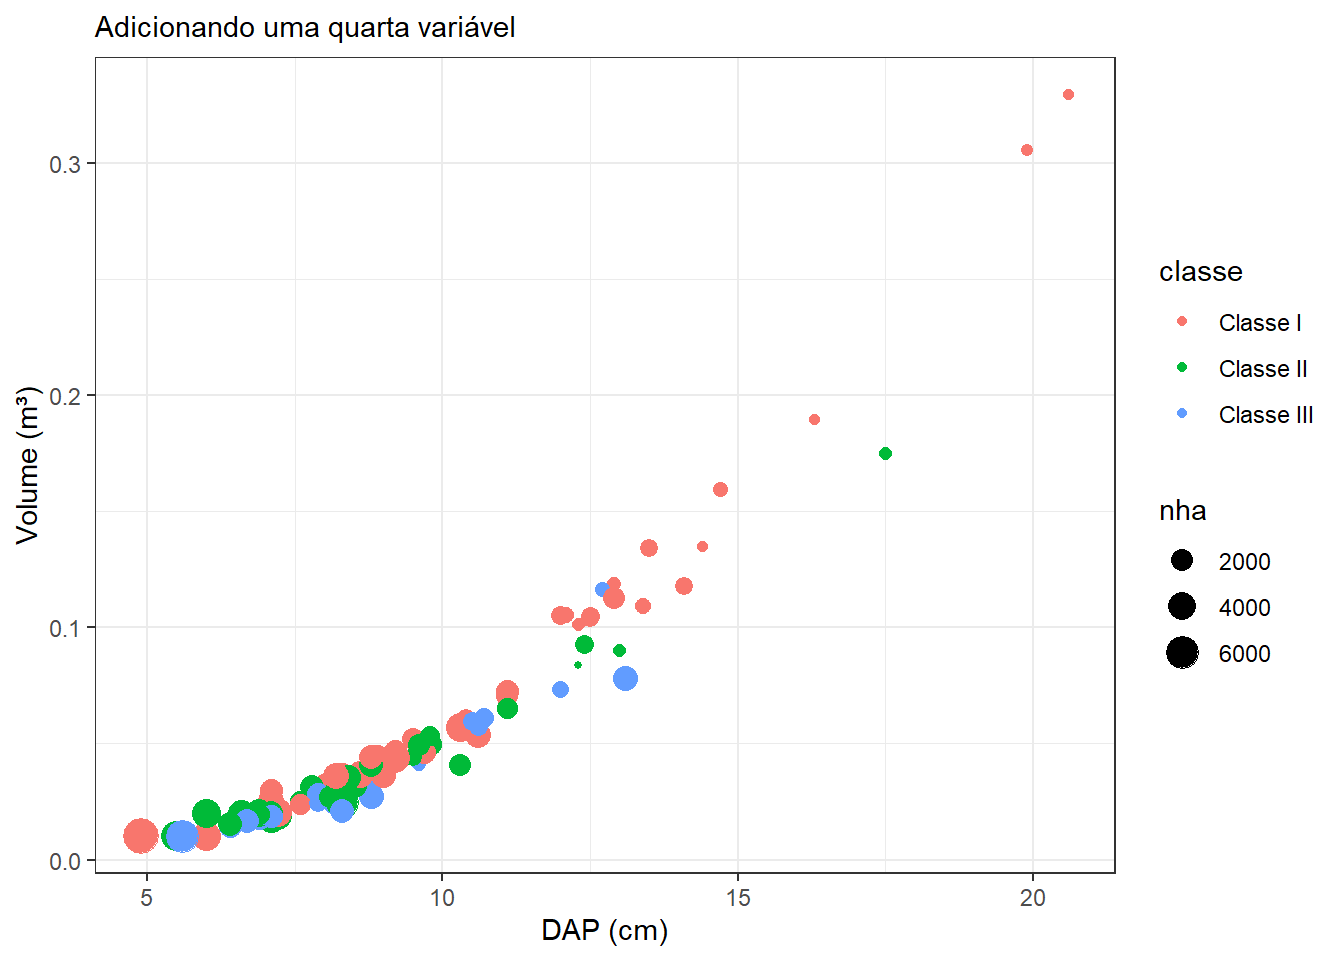 Adicionando uma quarta variável
0.3
0.2
0.1
0.0
Volume (m³)
5
10
15
20
DAP (cm)
classe
Classe I
Classe II
Classe III
nha
2000
4000
6000